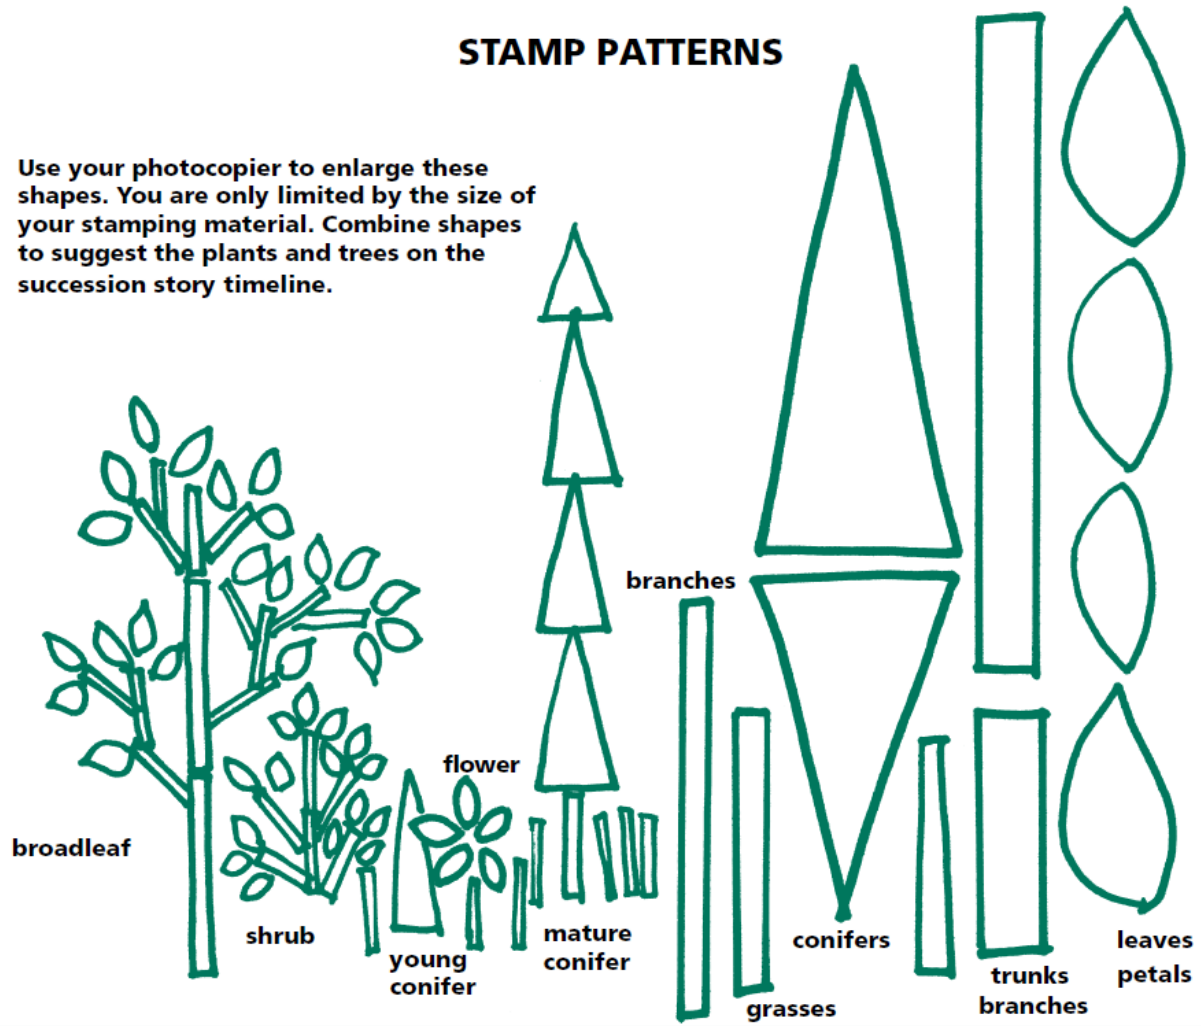 STAMP PATTERNS
Use your photocopier to enlarge these
shapes. You are only limited by the size of
your stamping material. Combine shapes
to suggest the plants and trees on the
succession story timeline.
branches
flower
broadleaf
shrub
young
conifer
mature
conifer
conifers
grasses
trunks
branches
leaves
petals